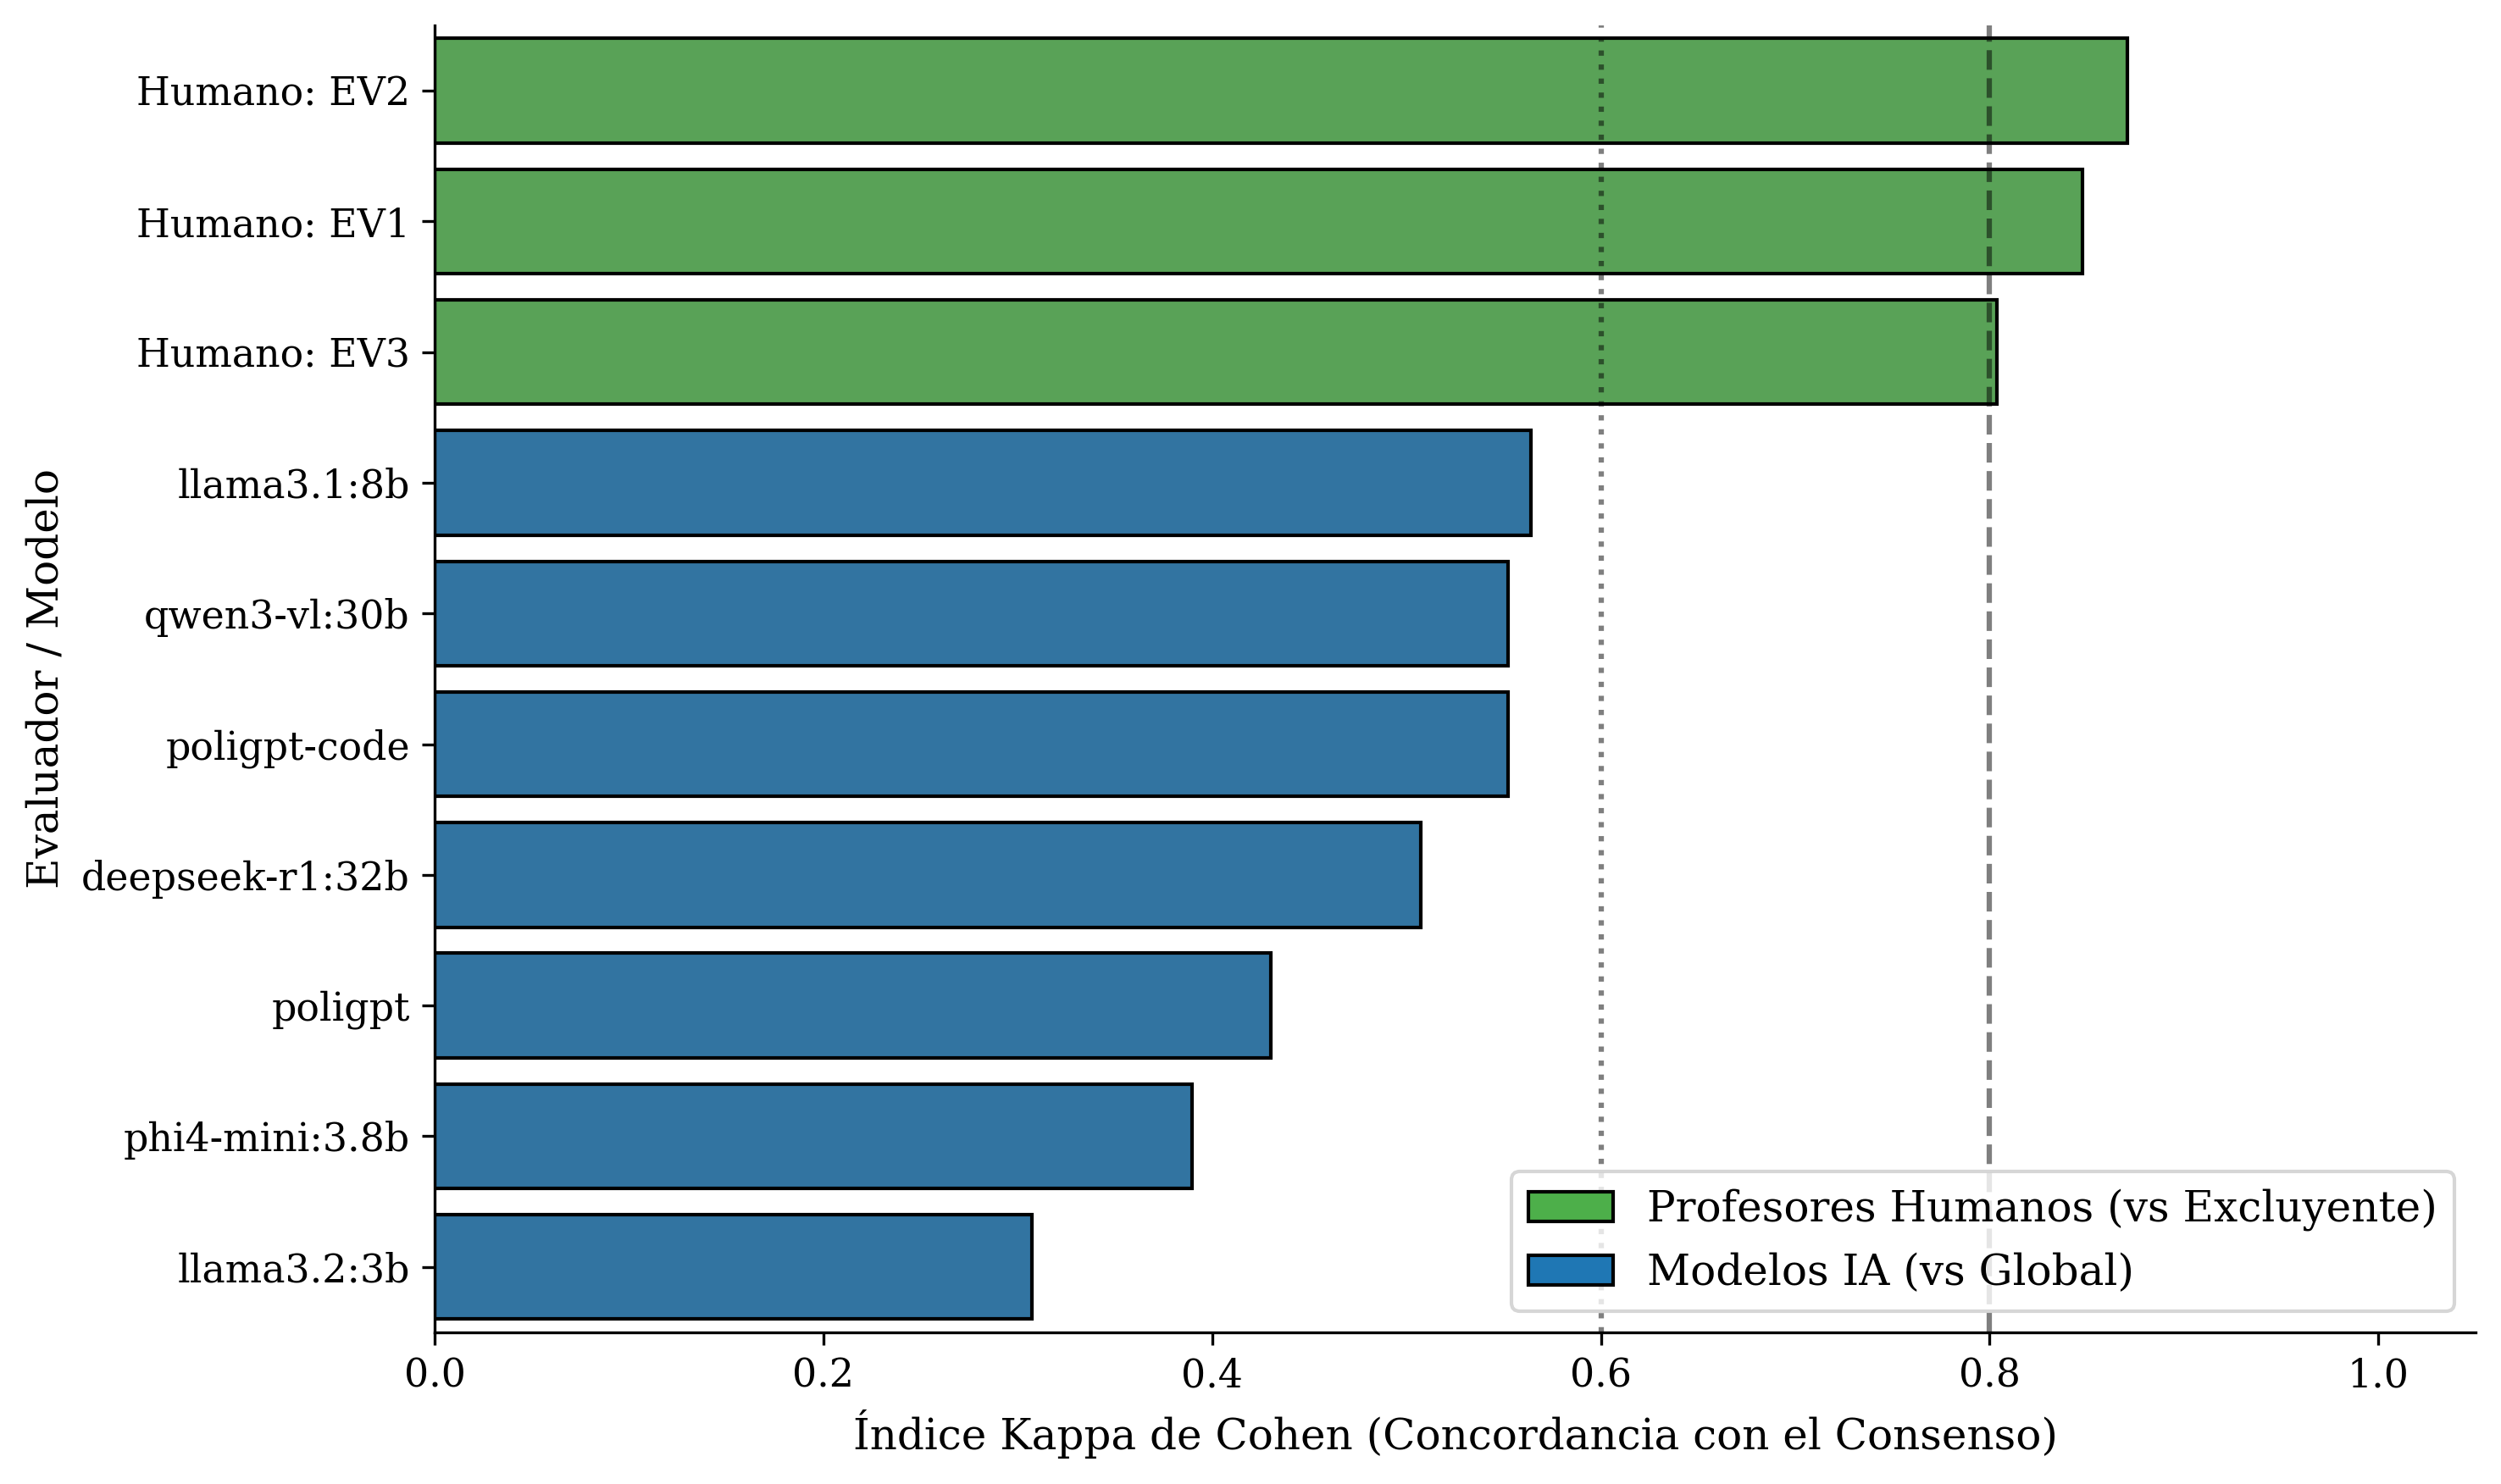 Evaluador / Modelo
Humano: EV2
Humano: EV1
Humano: EV3
llama3.1:8b
qwen3-vl:30b
poligpt-code
deepseek-r1:32b
poligpt
phi4-mini:3.8b
llama3.2:3b
Profesores Humanos (vs Excluyente)
Modelos IA (vs Global)
0.0 0.2 0.4 0.6 0.8 1.0
Índice Kappa de Cohen (Concordancia con el Consenso)